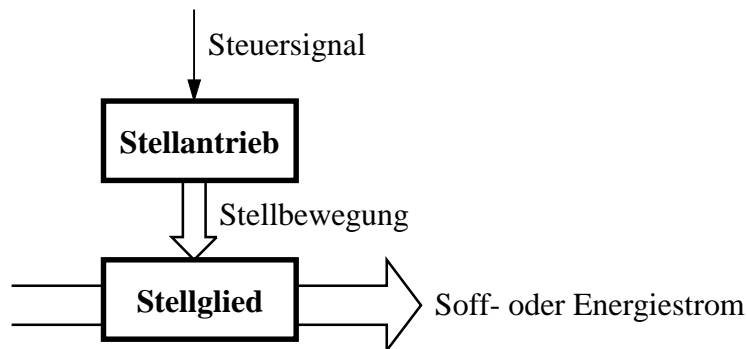 Steuersignal
Stellantrieb
Stellbewegung
Stellglied
Soff- oder Energiestrom